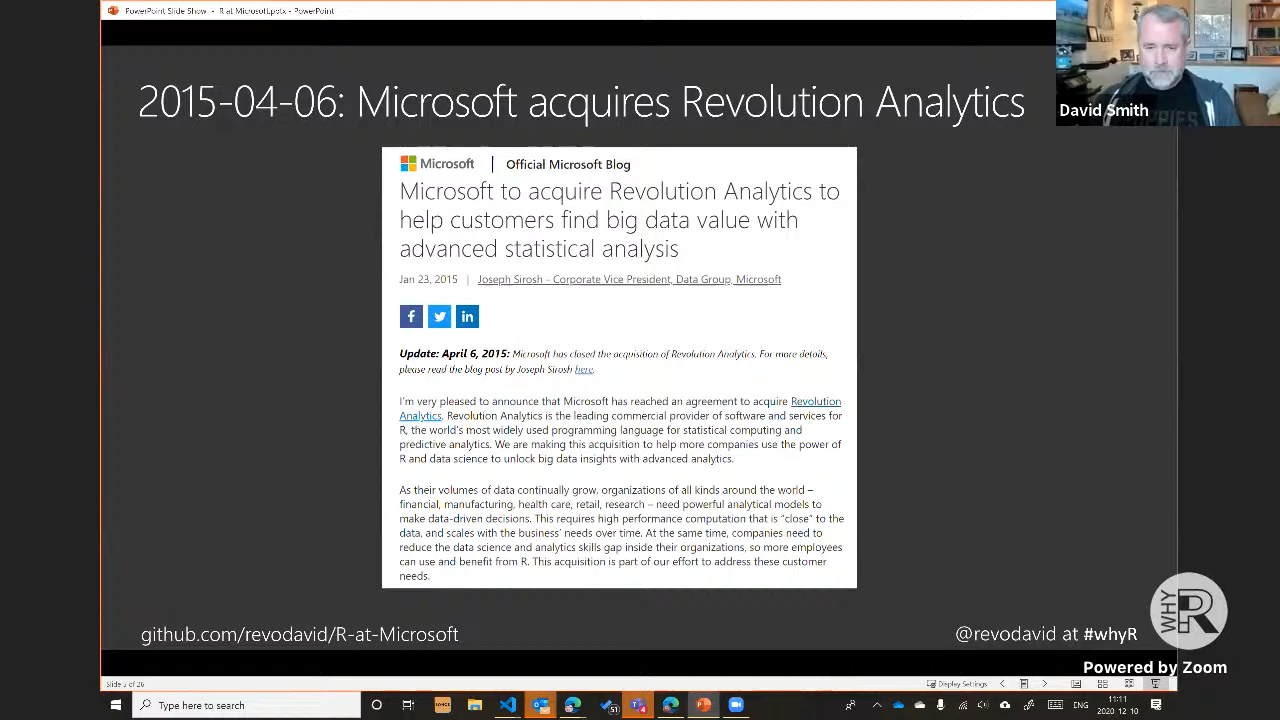 PowerPoint Slide Show - R at Microsoft.pptx - PowerPoint
2015-04-06: Microsoft acquires Revolution Analytics
David Smith
Microsoft | Official Microsoft Blog
Microsoft to acquire Revolution Analytics to
help customers find big data value with
advanced statistical analysis
Jan 23, 2015 | Joseph Sirosh - Corporate Vice President, Data Group, Microsoft
Update: April 6, 2015: Microsoft has closed the acquisition of Revolution Analytics. For more details,
please read the blog post by Joseph Sirosh here.
I'm very pleased to announce that Microsoft has reached an agreement to acquire Revolution
Analytics. Revolution Analytics is the leading commercial provider of software and services for
R, the world's most widely used programming language for statistical computing and
predictive analytics. We are making this acquisition to help more companies use the power of
R and data science to unlock big data insights with advanced analytics.
As their volumes of data continually grow, organizations of all kinds around the world –
financial, manufacturing, health care, retail, research – need powerful analytical models to
make data-driven decisions. This requires high performance computation that is "close" to the
data, and scales with the business' needs over time. At the same time, companies need to
reduce the data science and analytics skills gap inside their organizations, so more employees
can use and benefit from R. This acquisition is part of our effort to address these customer
needs.
github.com/revodavid/R-at-Microsoft
@revodavid at #whyR
WHY R
Powered by Zoom
Slide 5 of 26
Display Settings
Type here to search
11:11
2020-12-10